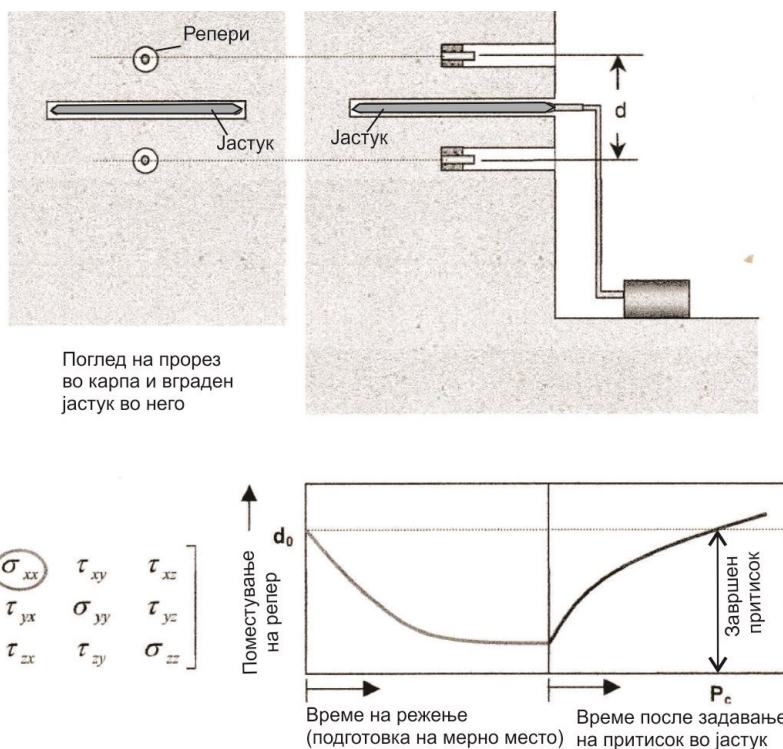 Репери
Јастук
Јастук
d
Поглед на прорез
во карпа и вграден
јастук во него
σxx τxy τxz
τyx σyy τyz
τzx τzy σzz
Поместување
на репер
d₀
Завршен
притисок
Pc
Време на режење
(подготовка на мерно место)
Време после задавање
на притисок во јастук